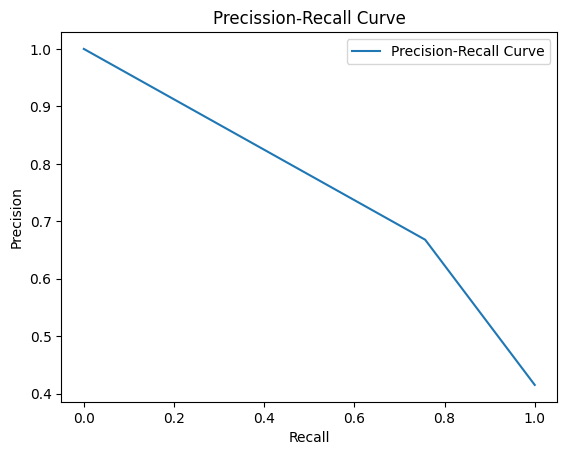 Precission-Recall Curve
Precision-Recall Curve
1.0
0.9
0.8
0.7
0.6
0.5
0.4
Precision
0.0 0.2 0.4 0.6 0.8 1.0
Recall